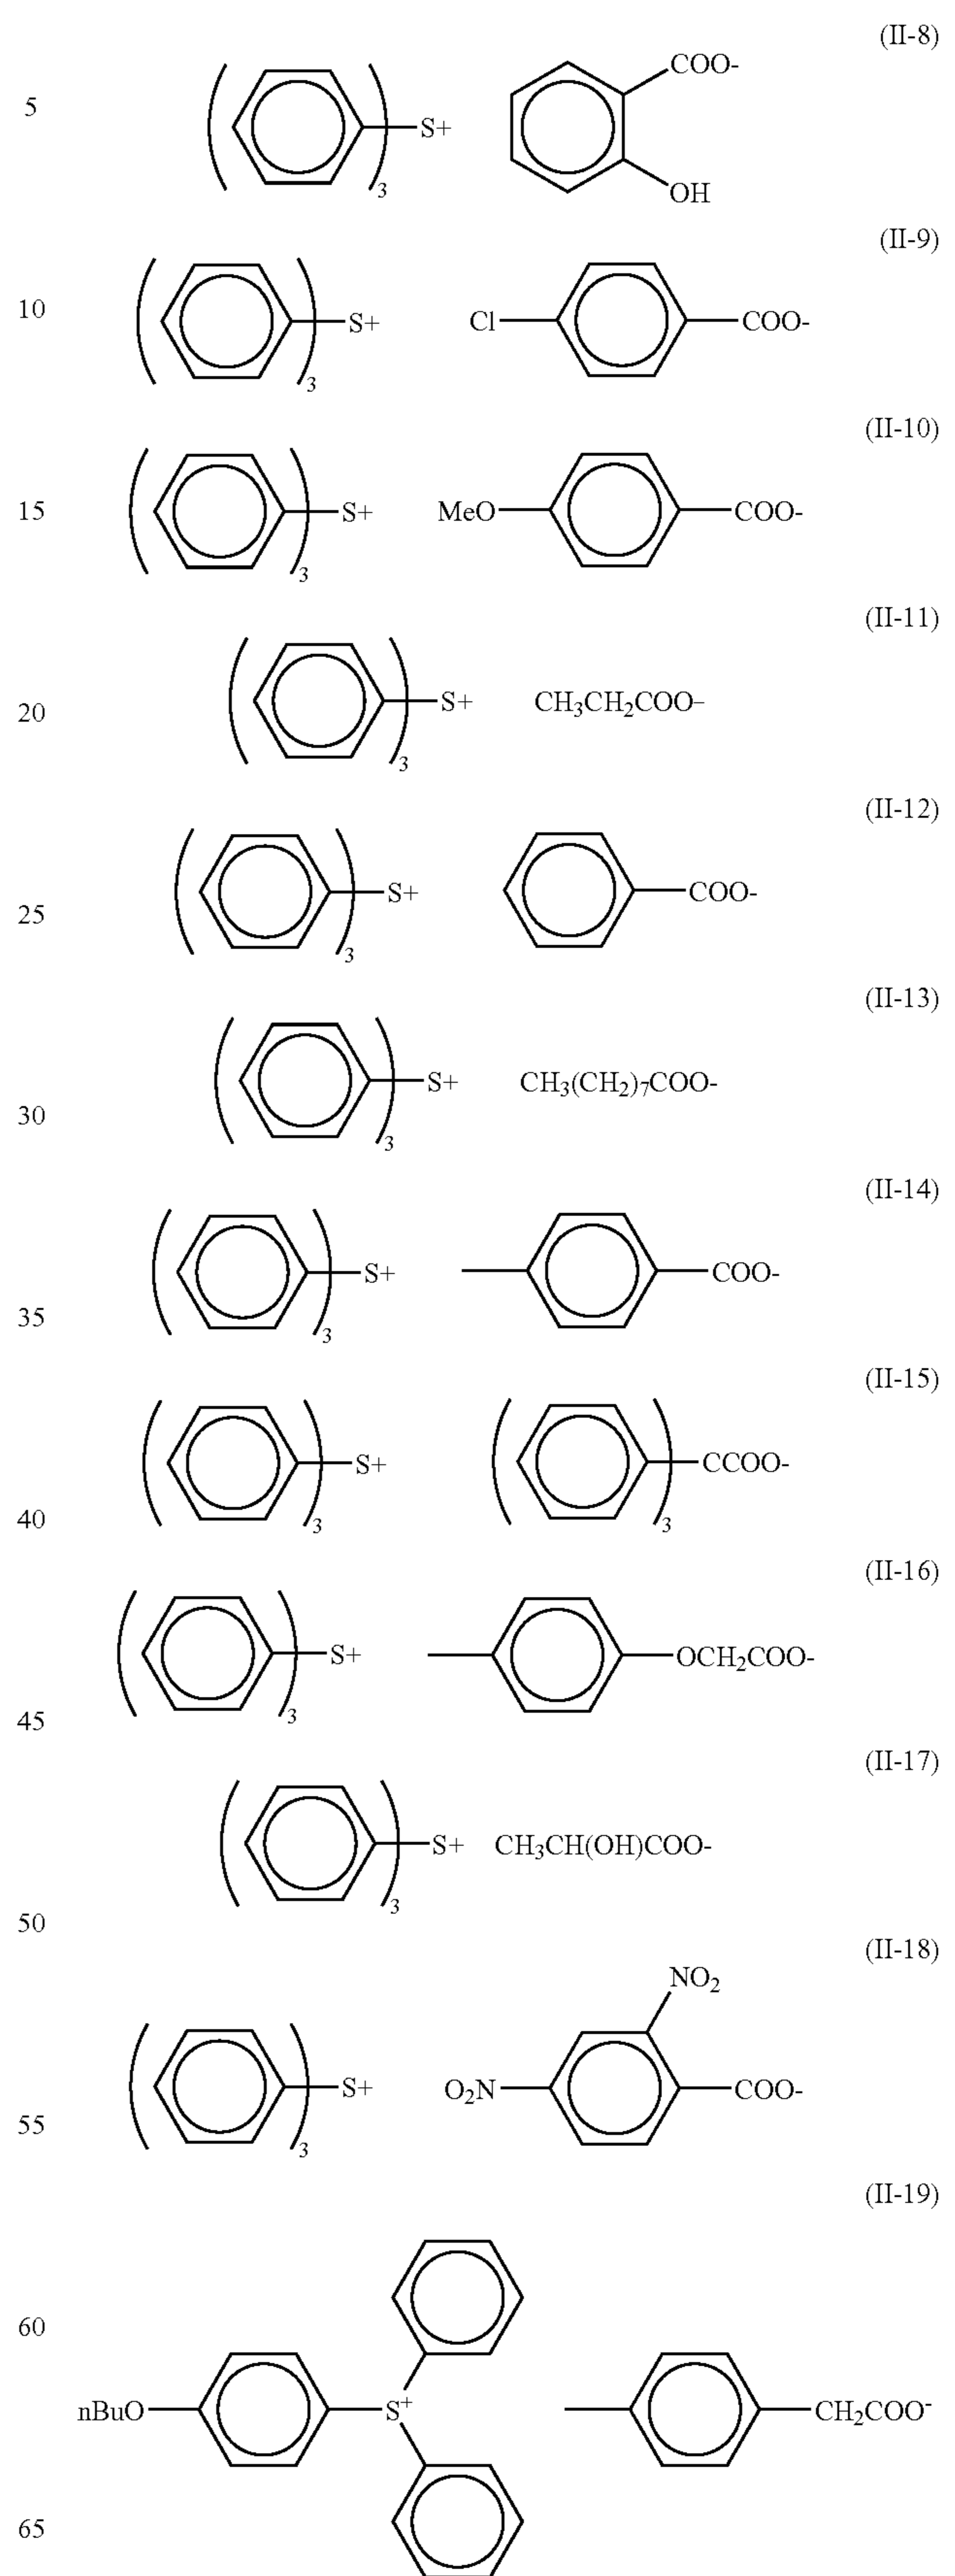 (II-8)
5
( )3 S+ COO-
OH
(II-9)
10
( )3 S+ Cl COO-
(II-10)
15
( )3 S+ MeO COO-
(II-11)
20
( )3 S+ CH3CH2COO-
(II-12)
25
( )3 S+ COO-
(II-13)
30
( )3 S+ CH3(CH2)7COO-
(II-14)
35
( )3 S+ COO-
(II-15)
40
( )3 S+ ( )3 CCOO-
(II-16)
45
( )3 S+ OCH2COO-
(II-17)
50
( )3 S+ CH3CH(OH)COO-
(II-18)
NO2
55
( )3 S+ O2N COO-
(II-19)
60
nBuO S+ CH2COO-
65